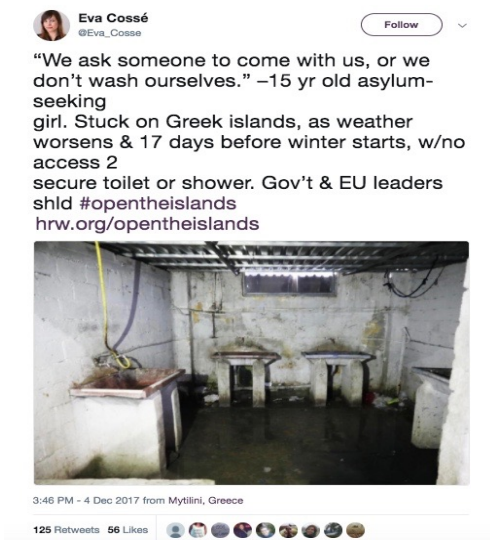 Eva Cossé
@Eva_Cosse
Follow
“We ask someone to come with us, or we
don’t wash ourselves.” –15 yr old asylum-
seeking
girl. Stuck on Greek islands, as weather
worsens & 17 days before winter starts, w/no
access 2
secure toilet or shower. Gov’t & EU leaders
shld #opentheislands
hrw.org/opentheislands
3:46 PM - 4 Dec 2017 from Mytilini, Greece
125 Retweets 56 Likes